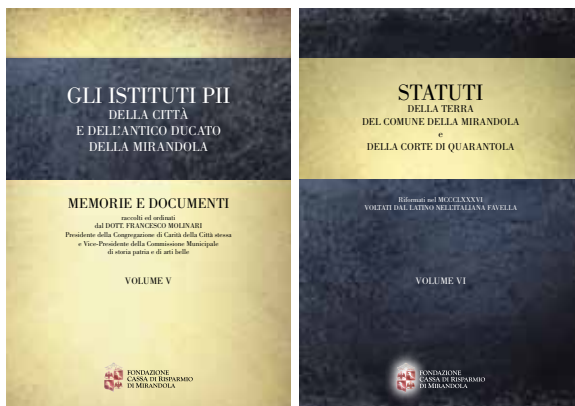 GLI ISTITUTI PII
DELLA CITTÀ
E DELL'ANTICO DUCATO
DELLA MIRANDOLA
MEMORIE E DOCUMENTI
raccolti ed ordinati
dal DOTT. FRANCESCO MOLINARI
Presidente della Congregazione di Carità della Città stessa
e Vice-Presidente della Commissione Municipale
di storia patria e di arti belle
VOLUME V
FONDAZIONE
CASSA DI RISPARMIO
DI MIRANDOLA
STATUTI
DELLA TERRA
DEL COMUNE DELLA MIRANDOLA
e
DELLA CORTE DI QUARANTOLA
Riformati nel MCCCLXXXVI
VOLTATI DAL LATINO NELL'ITALIANA FAVELLA
VOLUME VI
FONDAZIONE
CASSA DI RISPARMIO
DI MIRANDOLA